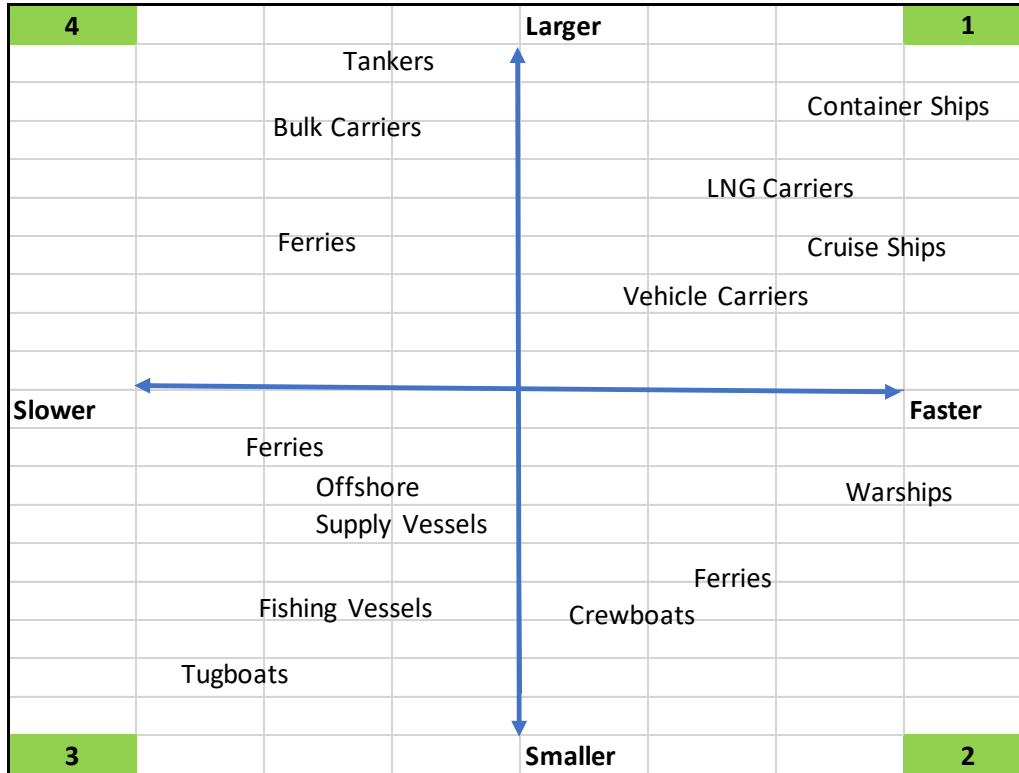 4
Larger
1
Tankers
Container Ships
Bulk Carriers
LNG Carriers
Ferries
Cruise Ships
Vehicle Carriers
Slower
Faster
Ferries
Offshore
Supply Vessels
Warships
Ferries
Fishing Vessels
Crewboats
Tugboats
3
Smaller
2